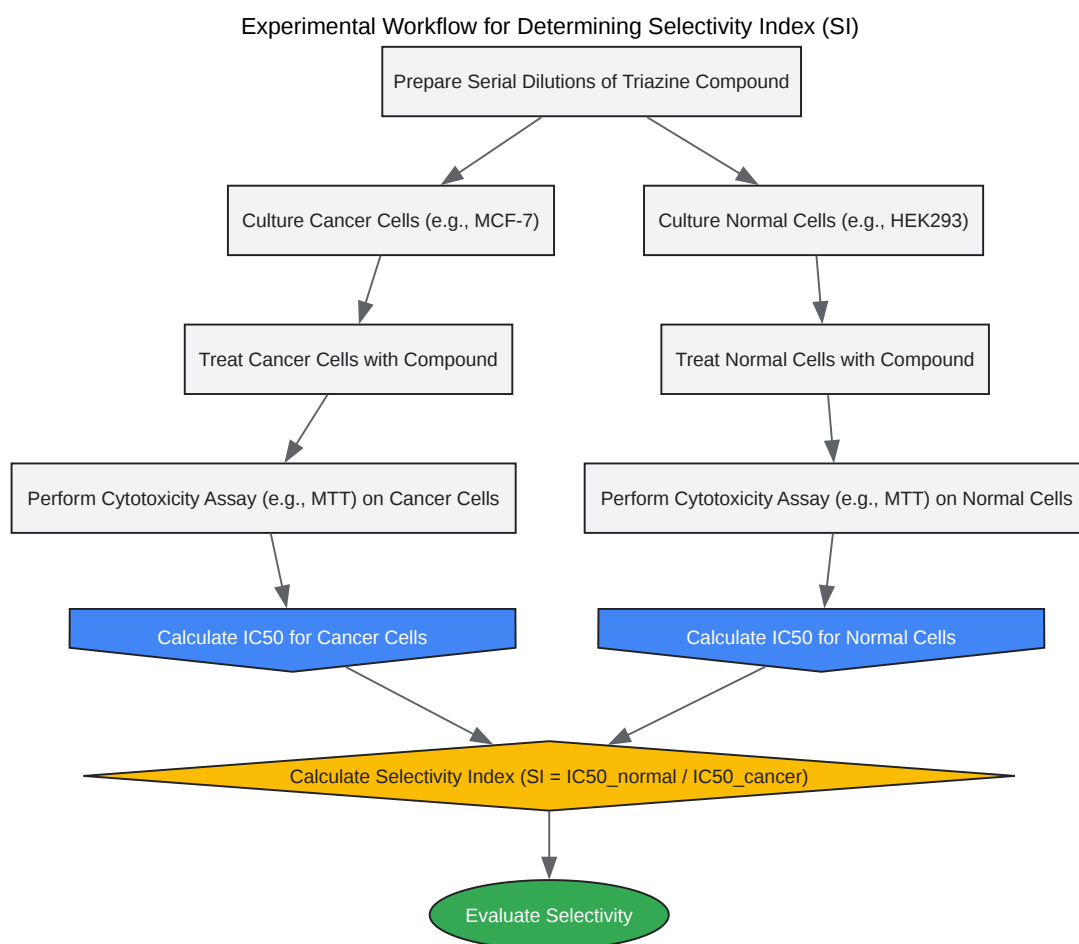 Experimental Workflow for Determining Selectivity Index (SI)
Prepare Serial Dilutions of Triazine Compound
Culture Cancer Cells (e.g., MCF-7)
Culture Normal Cells (e.g., HEK293)
Treat Cancer Cells with Compound
Treat Normal Cells with Compound
Perform Cytotoxicity Assay (e.g., MTT) on Cancer Cells
Perform Cytotoxicity Assay (e.g., MTT) on Normal Cells
Calculate IC50 for Cancer Cells
Calculate IC50 for Normal Cells
Calculate Selectivity Index (SI = IC50_normal / IC50_cancer)
Evaluate Selectivity